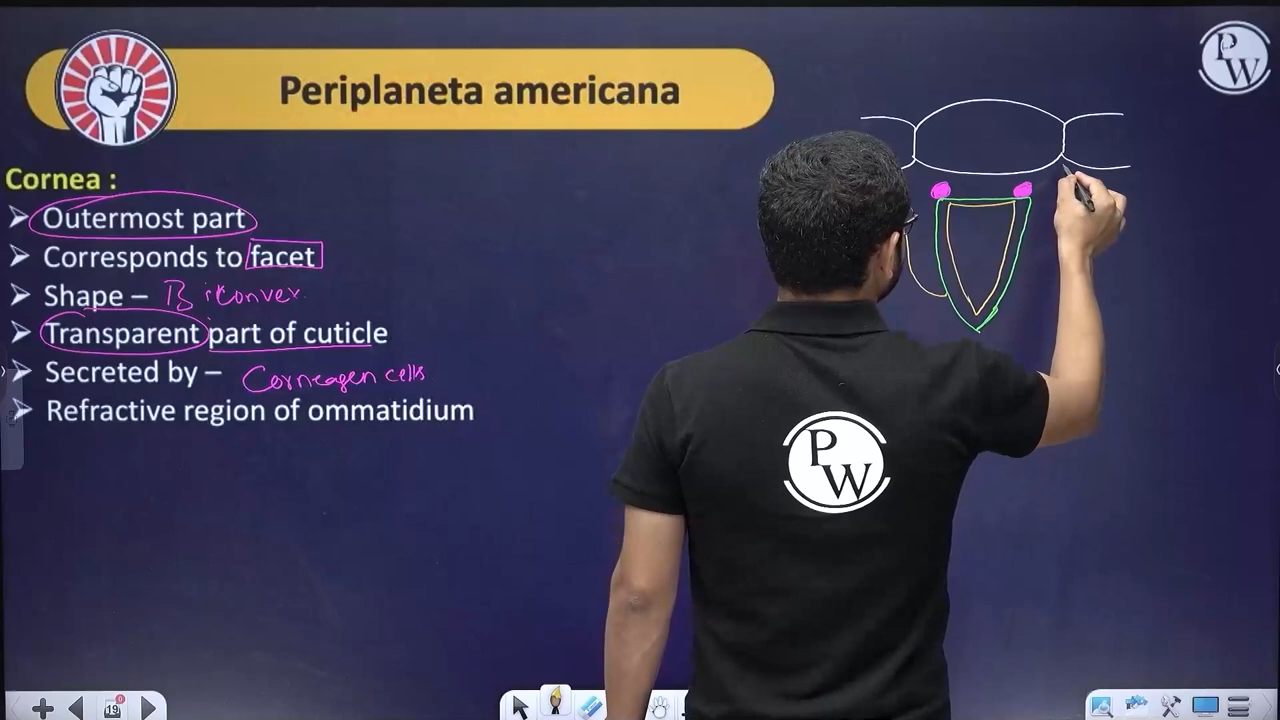 Periplaneta americana
PW
Cornea :
➤ Outermost part
➤ Corresponds to facet
➤ Shape – Biconvex
➤ Transparent part of cuticle
➤ Secreted by – Corneagen cells
➤ Refractive region of ommatidium
PW
19